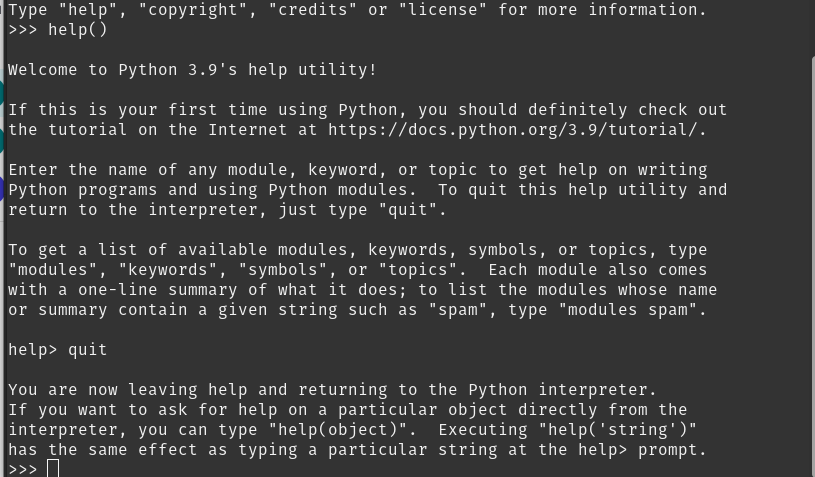 Type "help", "copyright", "credits" or "license" for more information.
>>> help()
Welcome to Python 3.9's help utility!
If this is your first time using Python, you should definitely check out
the tutorial on the Internet at https://docs.python.org/3.9/tutorial/.
Enter the name of any module, keyword, or topic to get help on writing
Python programs and using Python modules.  To quit this help utility and
return to the interpreter, just type "quit".
To get a list of available modules, keywords, symbols, or topics, type
"modules", "keywords", "symbols", or "topics".  Each module also comes
with a one-line summary of what it does; to list the modules whose name
or summary contain a given string such as "spam", type "modules spam".
help> quit
You are now leaving help and returning to the Python interpreter.
If you want to ask for help on a particular object directly from the
interpreter, you can type "help(object)".  Executing "help('string')"
has the same effect as typing a particular string at the help> prompt.
>>>